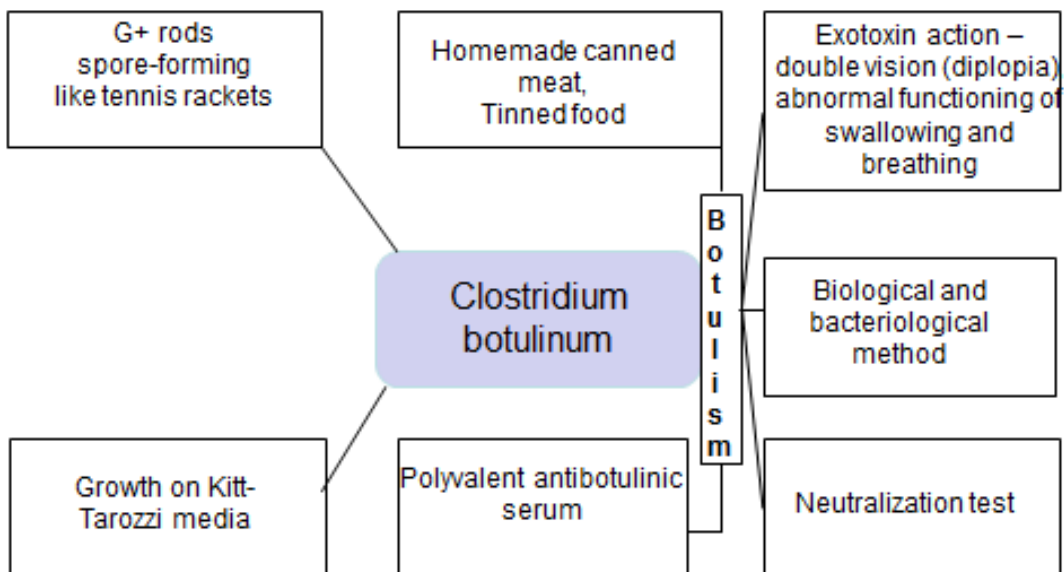 G+ rods
spore-forming
like tennis rackets
Homemade canned
meat,
Tinned food
Exotoxin action –
double vision (diplopia)
abnormal functioning of
swallowing and
breathing
Clostridium
botulinum
Botulism
Biological and
bacteriological
method
Growth on Kitt-
Tarozzi media
Polyvalent antibotulinic
serum
Neutralization test